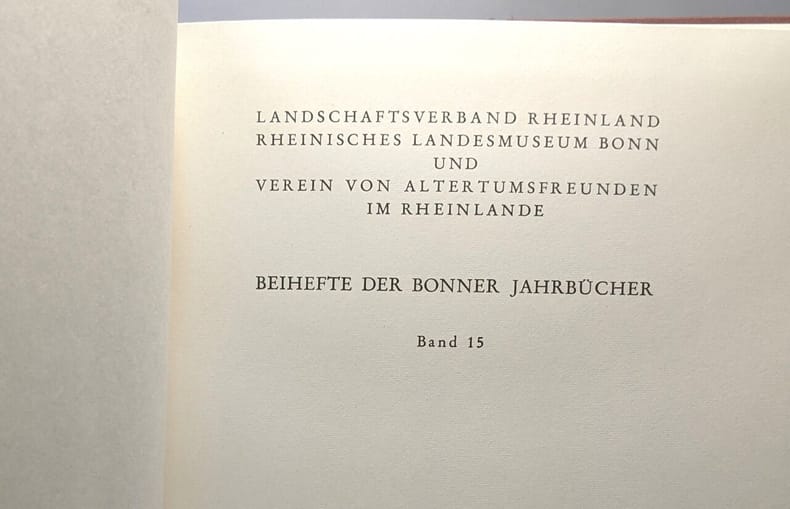 LANDSCHAFTSVERBAND RHEINLAND
RHEINISCHES LANDESMUSEUM BONN
UND
VEREIN VON ALTERTUMSFREUNDEN
IM RHEINLANDE
BEIHEFTE DER BONNER JAHRBÜCHER
Band 15